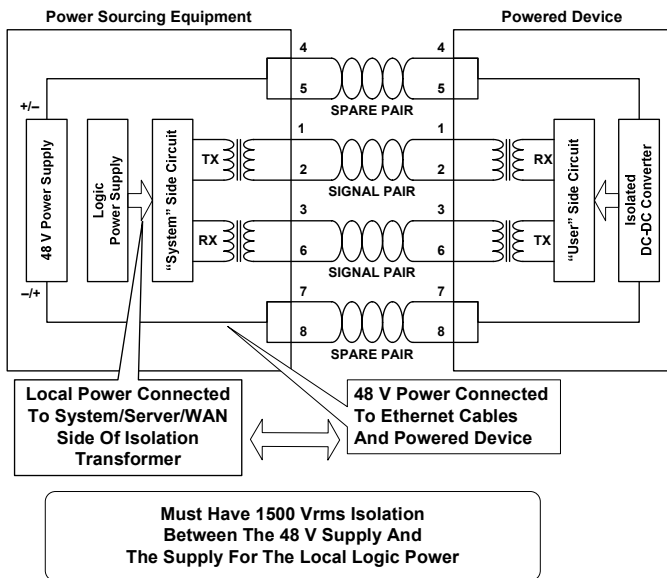 Power Sourcing Equipment
Powered Device
4
4
5
5
SPARE PAIR
+/–
1
1
TX
RX
2
2
SIGNAL PAIR
48 V Power Supply
Logic
Power Supply
"System" Side Circuit
"User" Side Circuit
Isolated
DC-DC Converter
3
3
RX
TX
6
6
SIGNAL PAIR
–/+
7
7
8
8
SPARE PAIR
Local Power Connected
To System/Server/WAN
Side Of Isolation
Transformer
48 V Power Connected
To Ethernet Cables
And Powered Device
Must Have 1500 Vrms Isolation
Between The 48 V Supply And
The Supply For The Local Logic Power